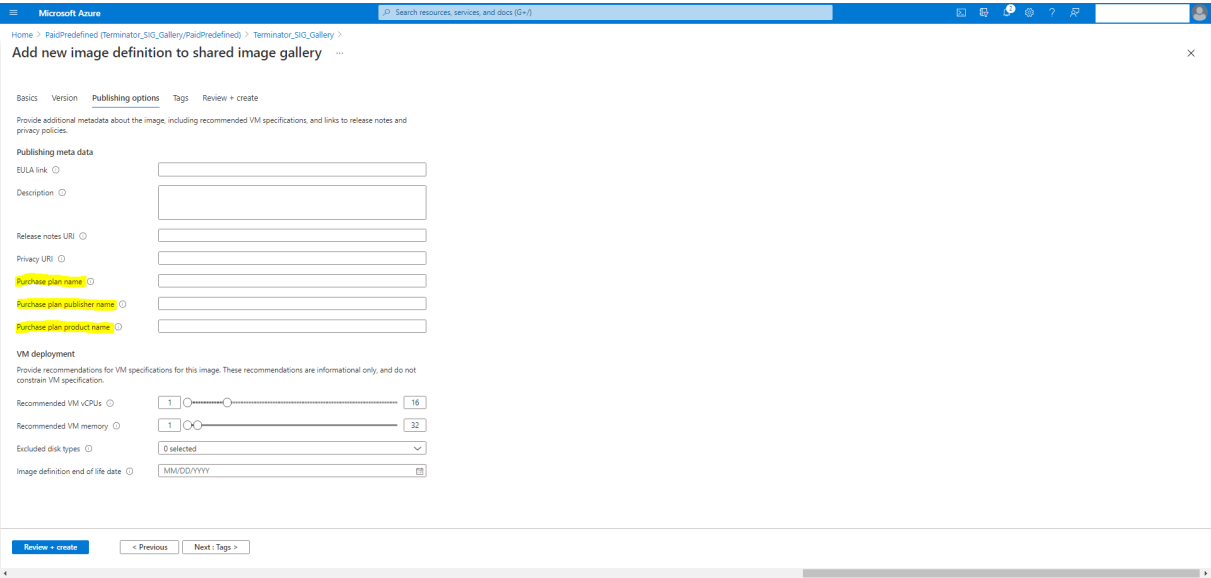 Microsoft Azure
Search resources, services, and docs (G+/)
2
Home > PaidPredefined (Terminator_SIG_Gallery/PaidPredefined) > Terminator_SIG_Gallery >
Add new image definition to shared image gallery ...
Basics Version Publishing options Tags Review + create
Provide additional metadata about the image, including recommended VM specifications, and links to release notes and
privacy policies.
Publishing meta data
EULA link
Description
Release notes URI
Privacy URI
Purchase plan name
Purchase plan publisher name
Purchase plan product name
VM deployment
Provide recommendations for VM specifications for this image. These recommendations are informational only, and do not
constrain VM specification.
Recommended VM vCPUs 1 16
Recommended VM memory 1 32
Excluded disk types 0 selected
Image definition end of life date MM/DD/YYYY
Review + create < Previous Next : Tags >